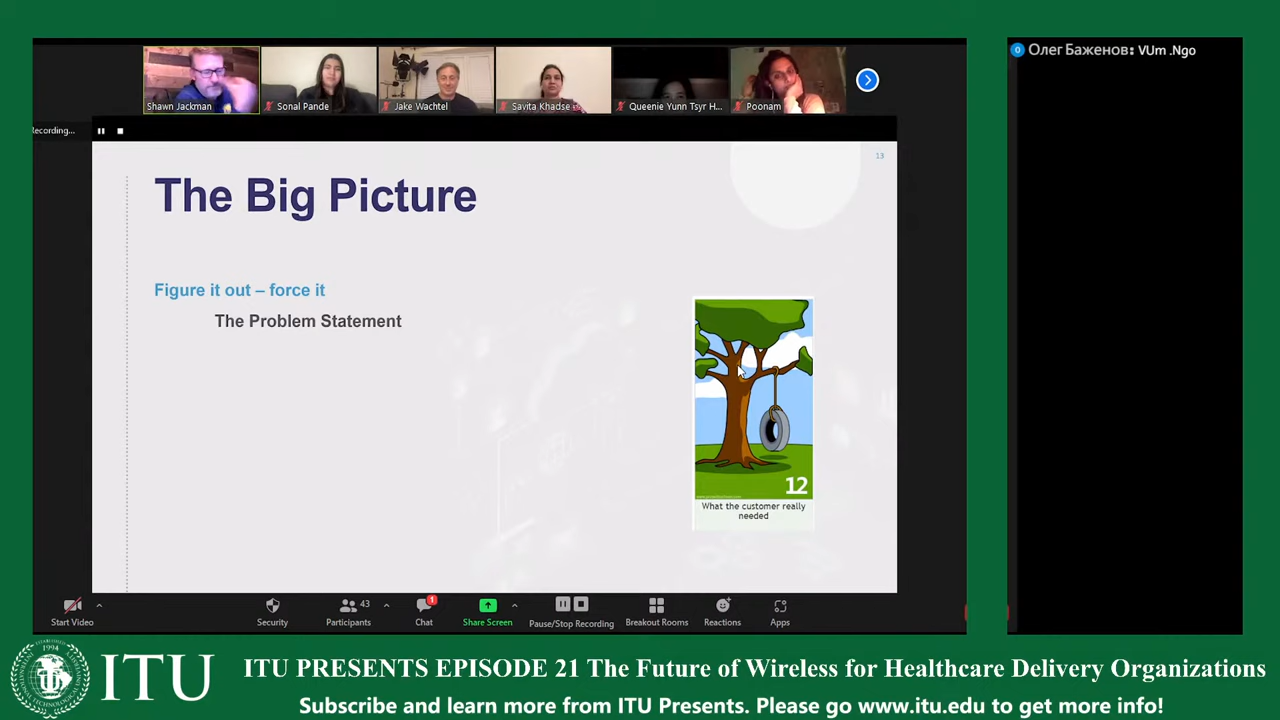 Олег Баженов: VUm .Ngo
Shawn Jackman
Sonal Pande
Jake Wachtel
Savita Khadse
Queenie Yunn Tsyr H...
Poonam
ecording...
13
The Big Picture
Figure it out – force it
The Problem Statement
12
What the customer really
needed
Start Video
Security
43
Participants
1
Chat
Share Screen
Pause/Stop Recording
Breakout Rooms
Reactions
Apps
1994
ITU
ITU PRESENTS EPISODE 21 The Future of Wireless for Healthcare Delivery Organizations
Subscribe and learn more from ITU Presents. Please go www.itu.edu to get more info!